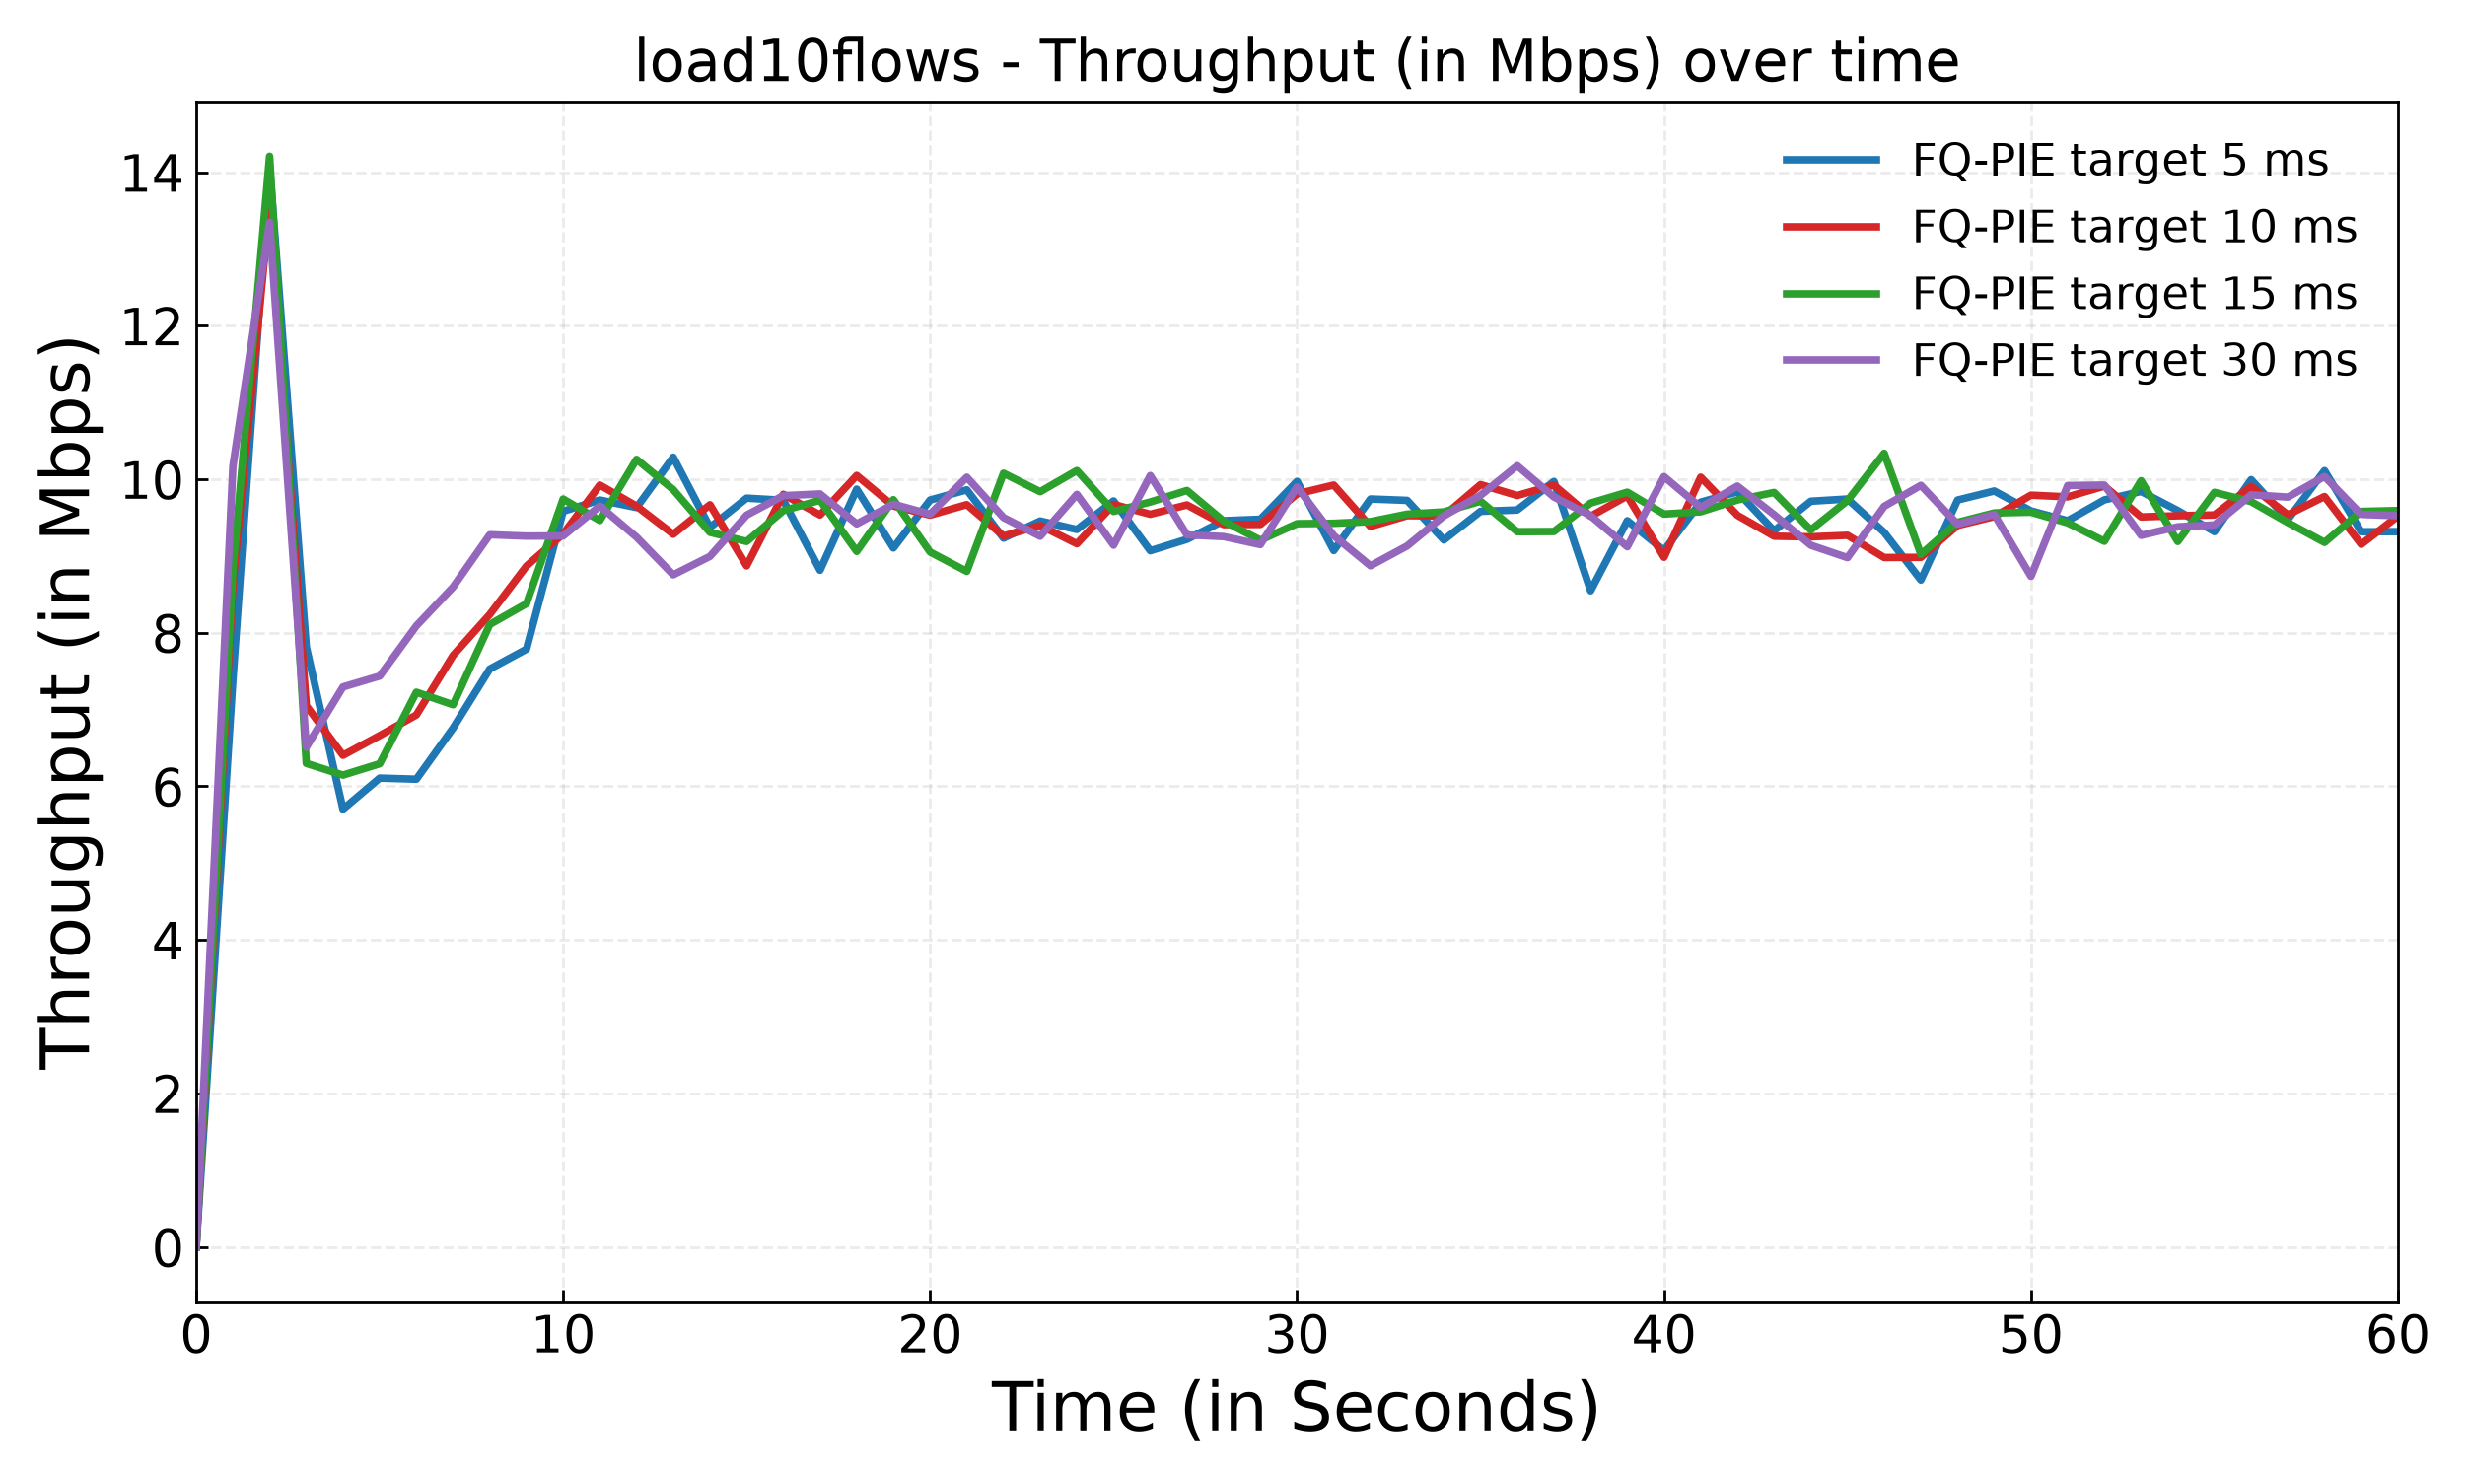 load10flows - Throughput (in Mbps) over time
FQ-PIE target 5 ms
FQ-PIE target 10 ms
FQ-PIE target 15 ms
FQ-PIE target 30 ms
Throughput (in Mbps)
14
12
10
8
6
4
2
0
0 10 20 30 40 50 60
Time (in Seconds)